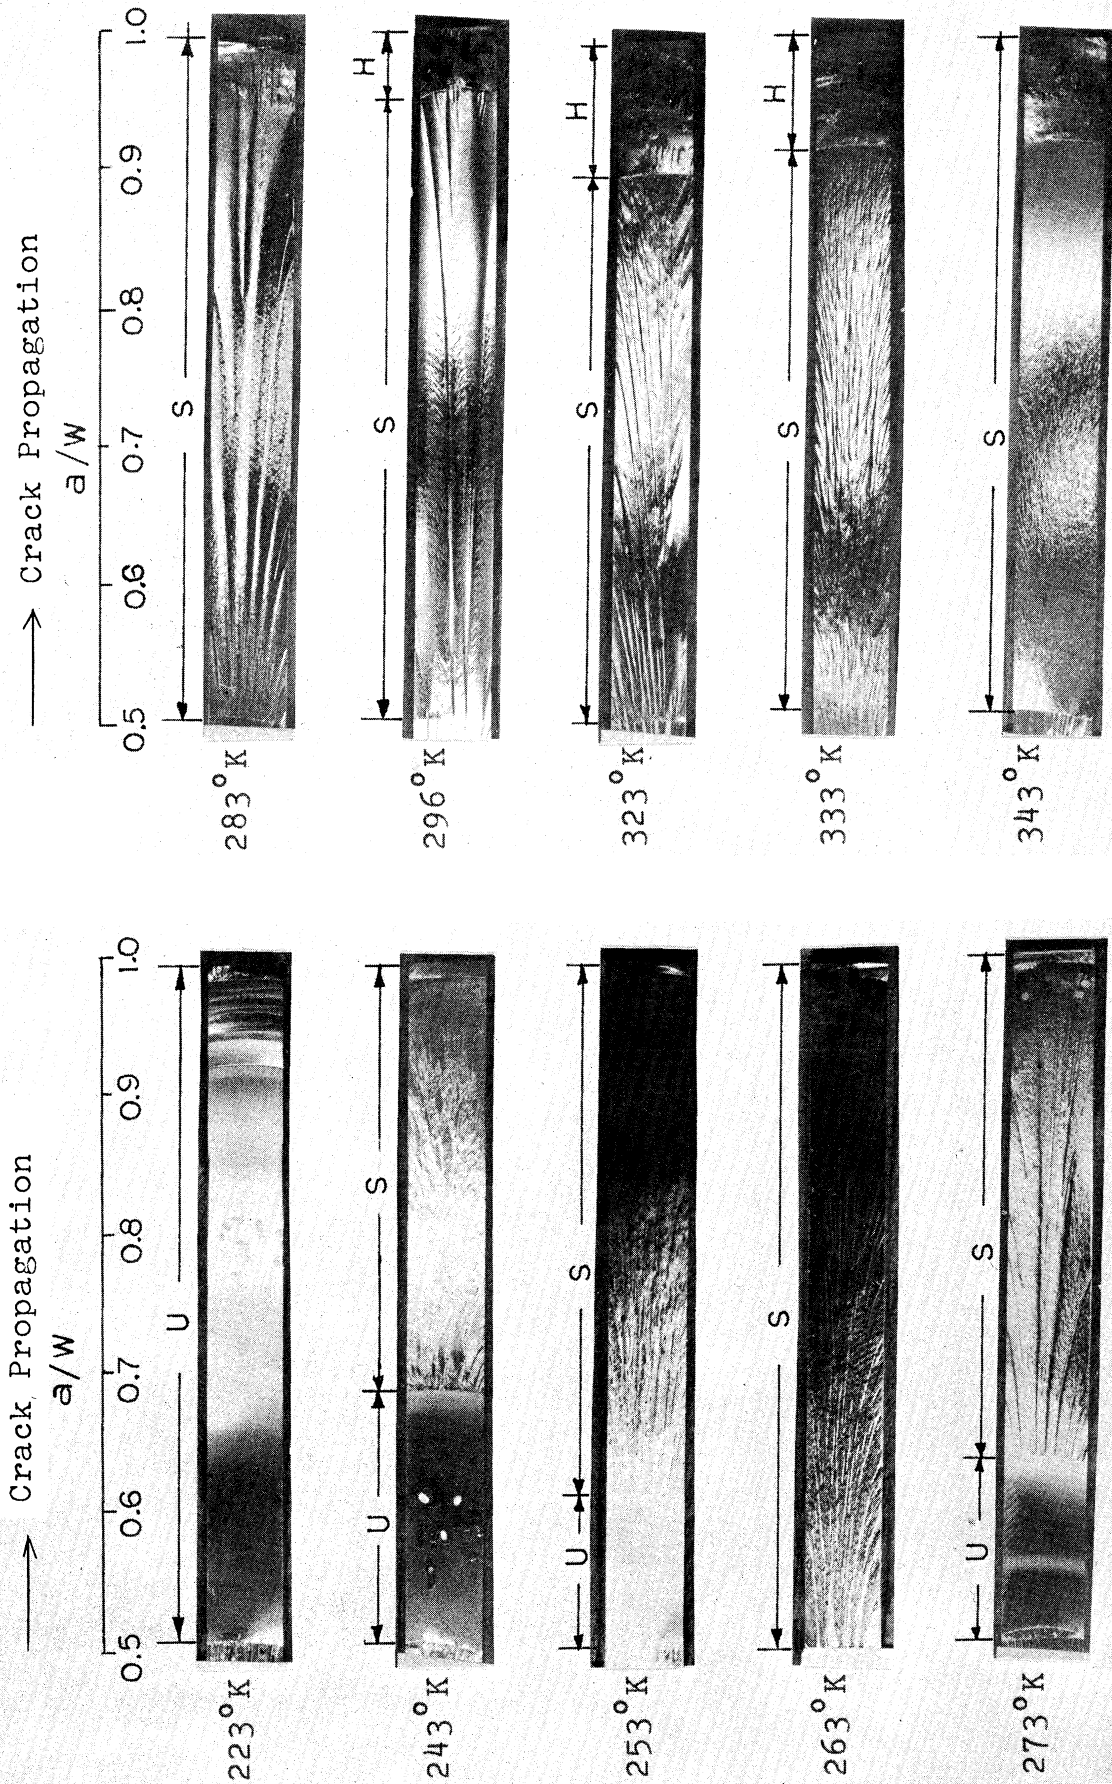 → Crack Propagation
a/W
0.5 0.6 0.7 0.8 0.9 1.0
283°K S
296°K S H
323°K S H
333°K S H
343°K S
→ Crack Propagation
a/W
0.5 0.6 0.7 0.8 0.9 1.0
223°K U
243°K U S
253°K U S
263°K S
273°K U S